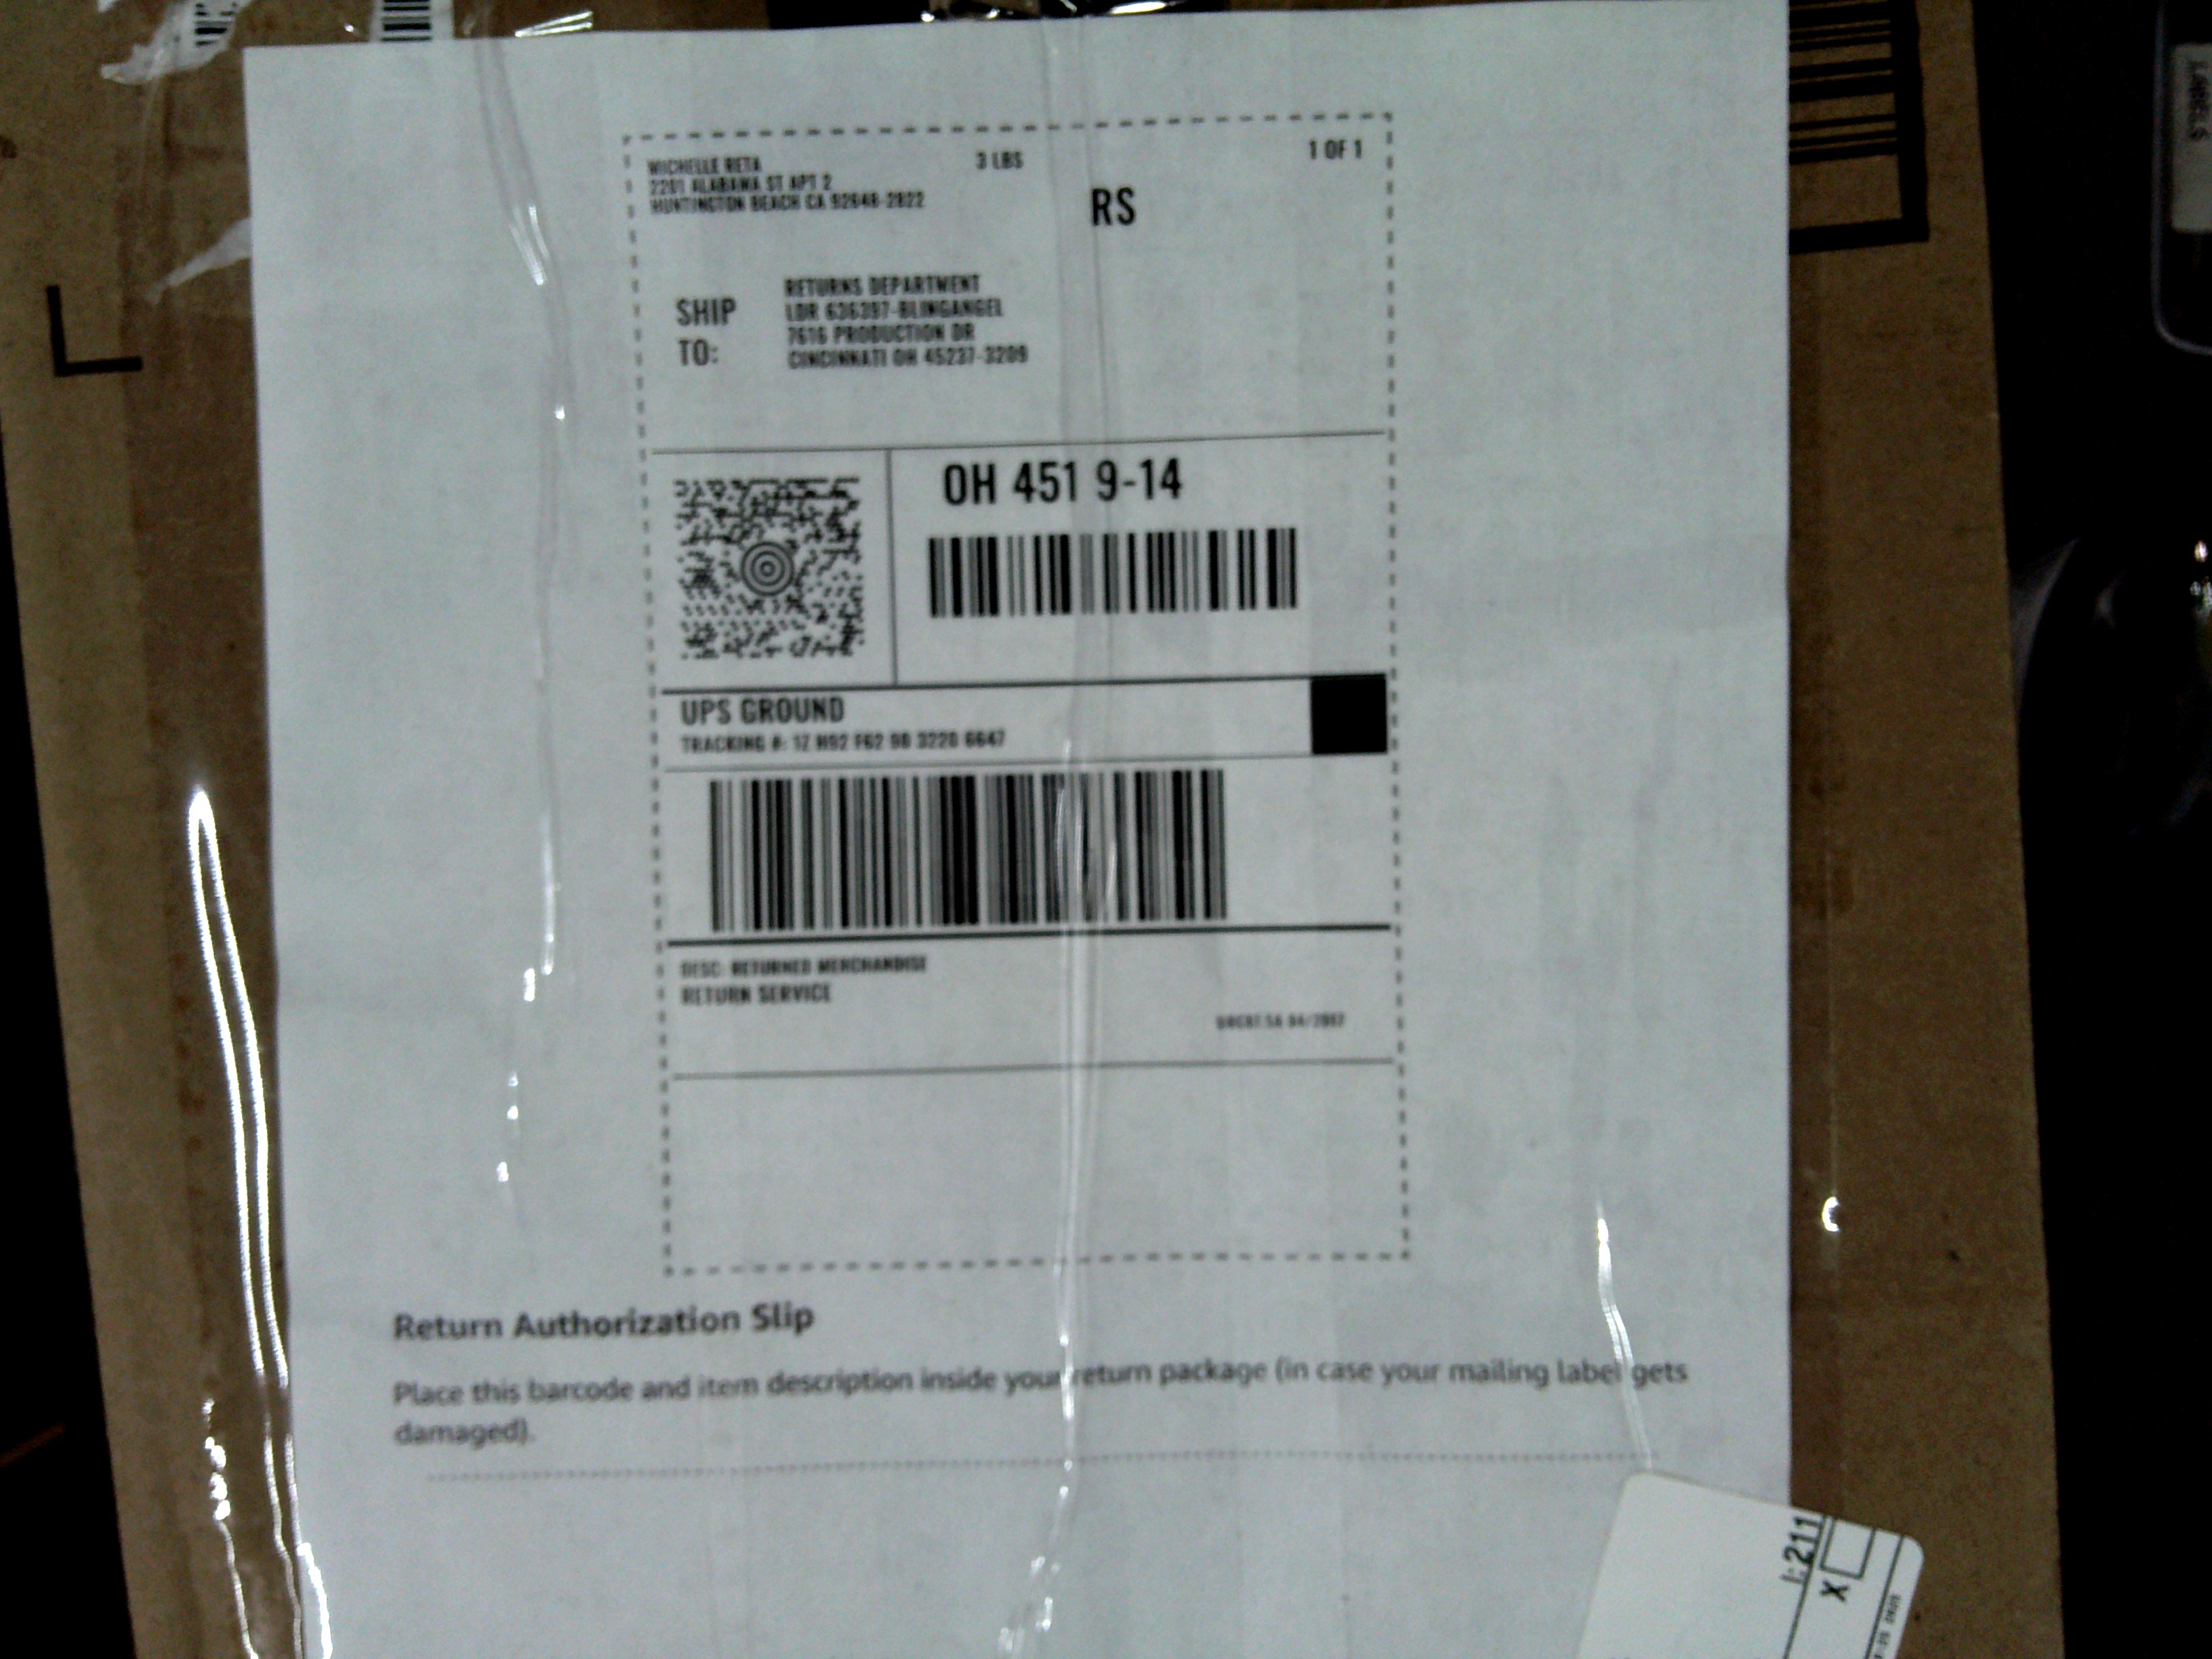 MICHELLE RETA
2201 ALABAMA ST APT 2
HUNTINGTON BEACH CA 92648-2822
3 LBS
1 OF 1
RS
SHIP
TO:
RETURNS DEPARTMENT
LDR 636397-BLINGANGEL
7616 PRODUCTION DR
CINCINNATI OH 45237-3209
OH 451 9-14
UPS GROUND
TRACKING #: 1Z H92 F62 90 3220 6647
DESC: RETURNED MERCHANDISE
RETURN SERVICE
Return Authorization Slip
Place this barcode and item description inside your return package (in case your mailing label gets
damaged).
LABELS
211
X